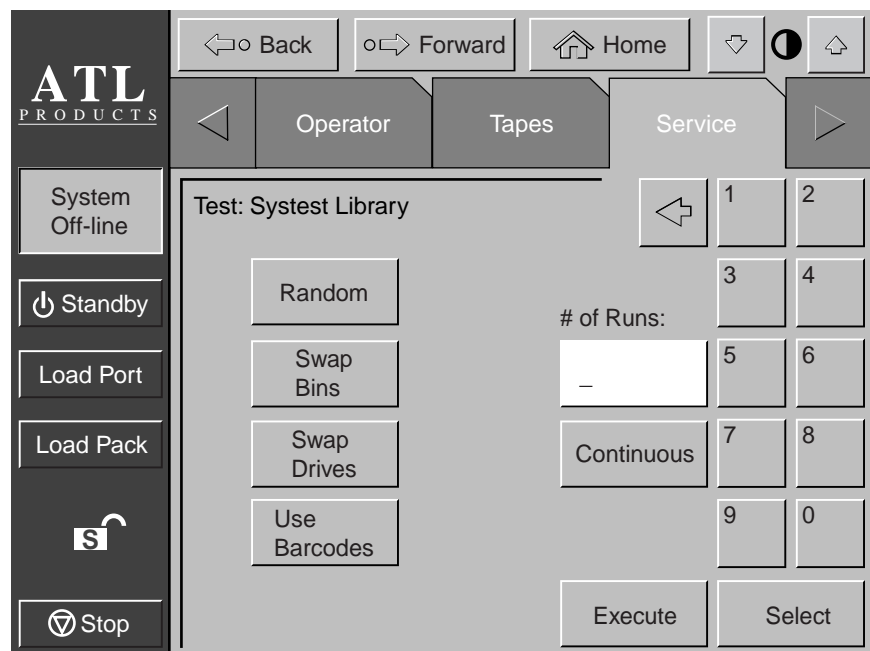 Back
Forward
Home
ATL
PRODUCTS
Operator
Tapes
Service
System
Off-line
Standby
Load Port
Load Pack
S
Stop
Test: Systest Library
Random
Swap
Bins
Swap
Drives
Use
Barcodes
# of Runs:
_
Continuous
1
2
3
4
5
6
7
8
9
0
Execute
Select